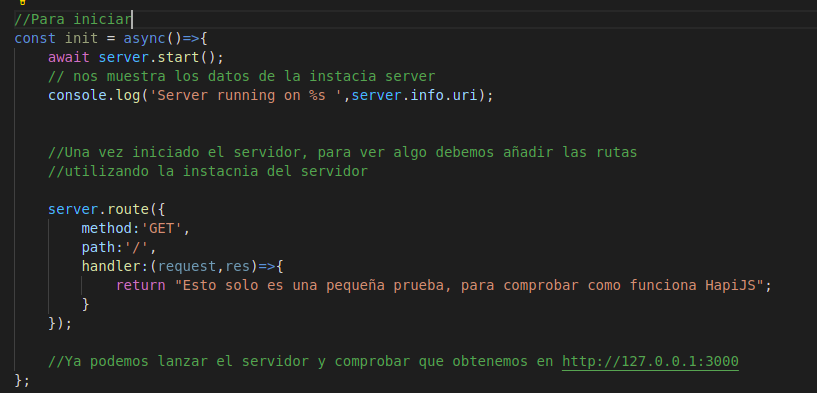 //Para iniciar
const init = async()=>{
await server.start();
// nos muestra los datos de la instacia server
console.log('Server running on %s ',server.info.uri);
//Una vez iniciado el servidor, para ver algo debemos añadir las rutas
//utilizando la instacnia del servidor
server.route({
method:'GET',
path:'/',
handler:(request,res)=>{
return "Esto solo es una pequeña prueba, para comprobar como funciona HapiJS";
}
});
//Ya podemos lanzar el servidor y comprobar que obtenemos en http://127.0.0.1:3000
};